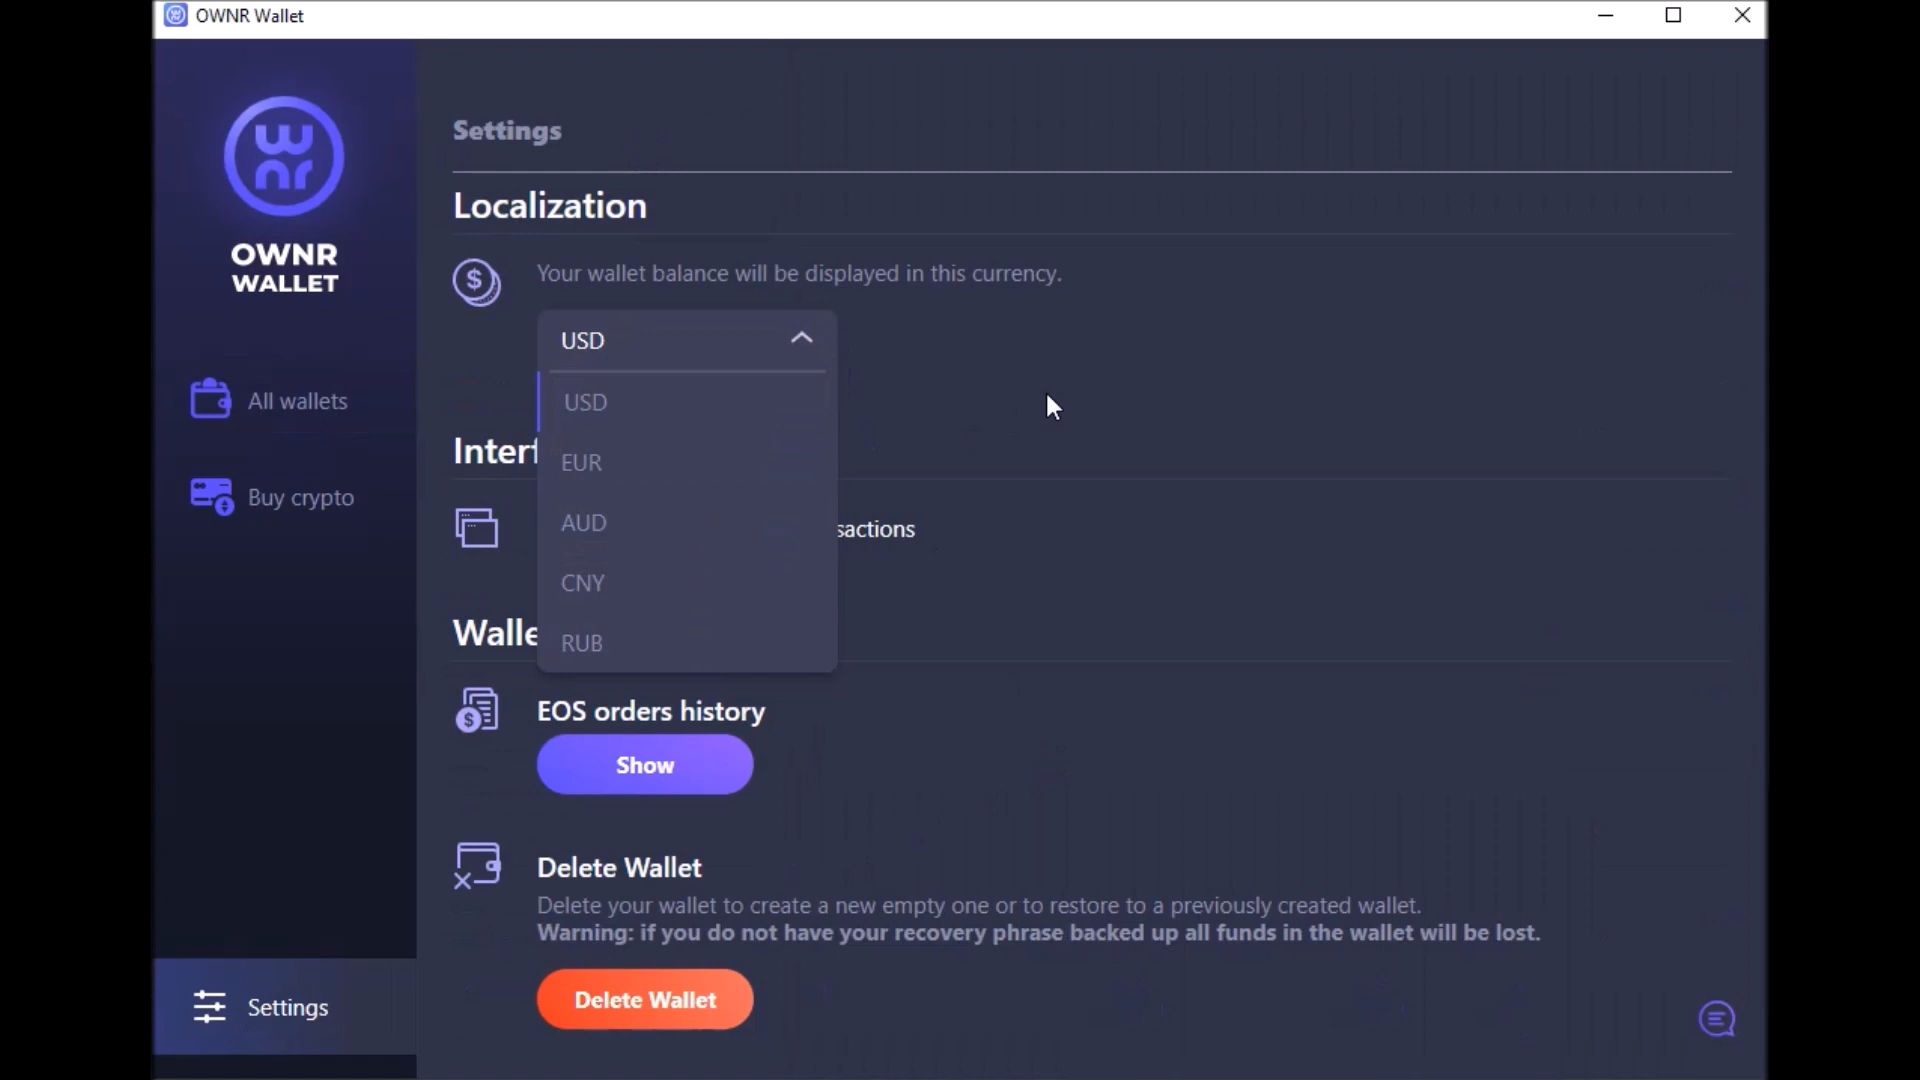 OWNR Wallet
OWNR
WALLET
All wallets
Buy crypto
Settings
Settings
Localization
Your wallet balance will be displayed in this currency.
USD
USD
EUR
AUD
CNY
RUB
Interf
sactions
Walle
EOS orders history
Show
Delete Wallet
Delete your wallet to create a new empty one or to restore to a previously created wallet.
Warning: if you do not have your recovery phrase backed up all funds in the wallet will be lost.
Delete Wallet